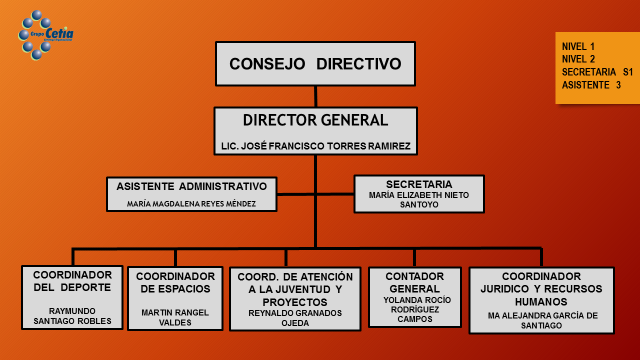 Grupo Cefia
CONSEJO DIRECTIVO
NIVEL 1
NIVEL 2
SECRETARIA S1
ASISTENTE 3
DIRECTOR GENERAL
LIC. JOSÉ FRANCISCO TORRES RAMIREZ
ASISTENTE ADMINISTRATIVO
MARÍA MAGDALENA REYES MÉNDEZ
SECRETARIA
MARÍA ELIZABETH NIETO
SANTOYO
COORDINADOR
DEL DEPORTE
RAYMUNDO
SANTIAGO ROBLES
COORDINADOR
DE ESPACIOS
MARTIN RANGEL
VALDES
COORD. DE ATENCIÓN
A LA JUVENTUD Y
PROYECTOS
REYNALDO GRANADOS
OJEDA
CONTADOR
GENERAL
YOLANDA ROCÍO
RODRÍGUEZ
CAMPOS
COORDINADOR
JURIDICO Y RECURSOS
HUMANOS
MA ALEJANDRA GARCÍA DE
SANTIAGO